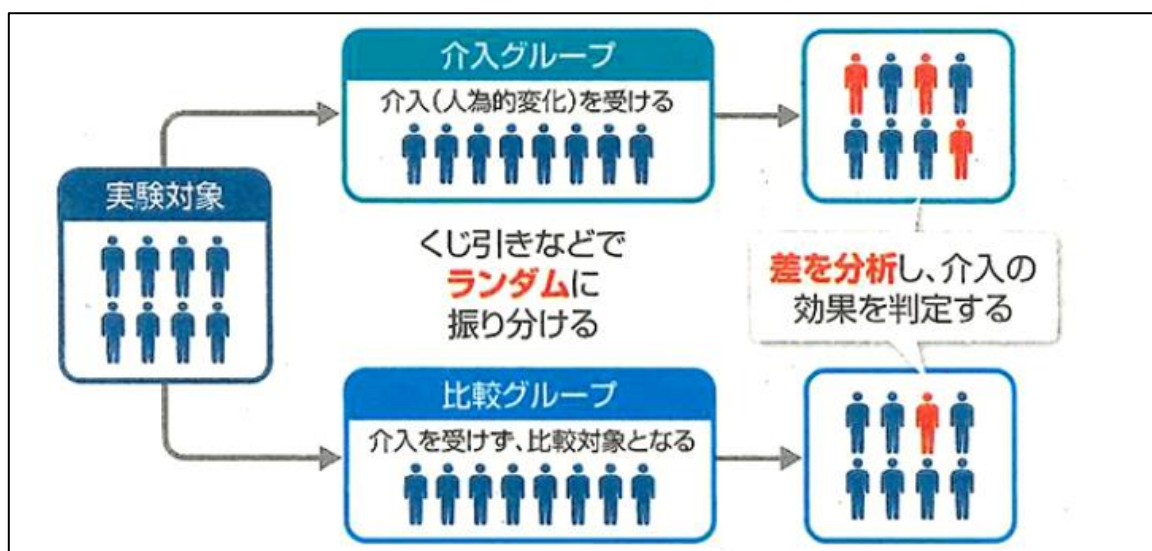 介入グループ
介入(人為的変化)を受ける
実験対象
くじ引きなどで
ランダムに
振り分ける
差を分析し、介入の
効果を判定する
比較グループ
介入を受けず、比較対象となる